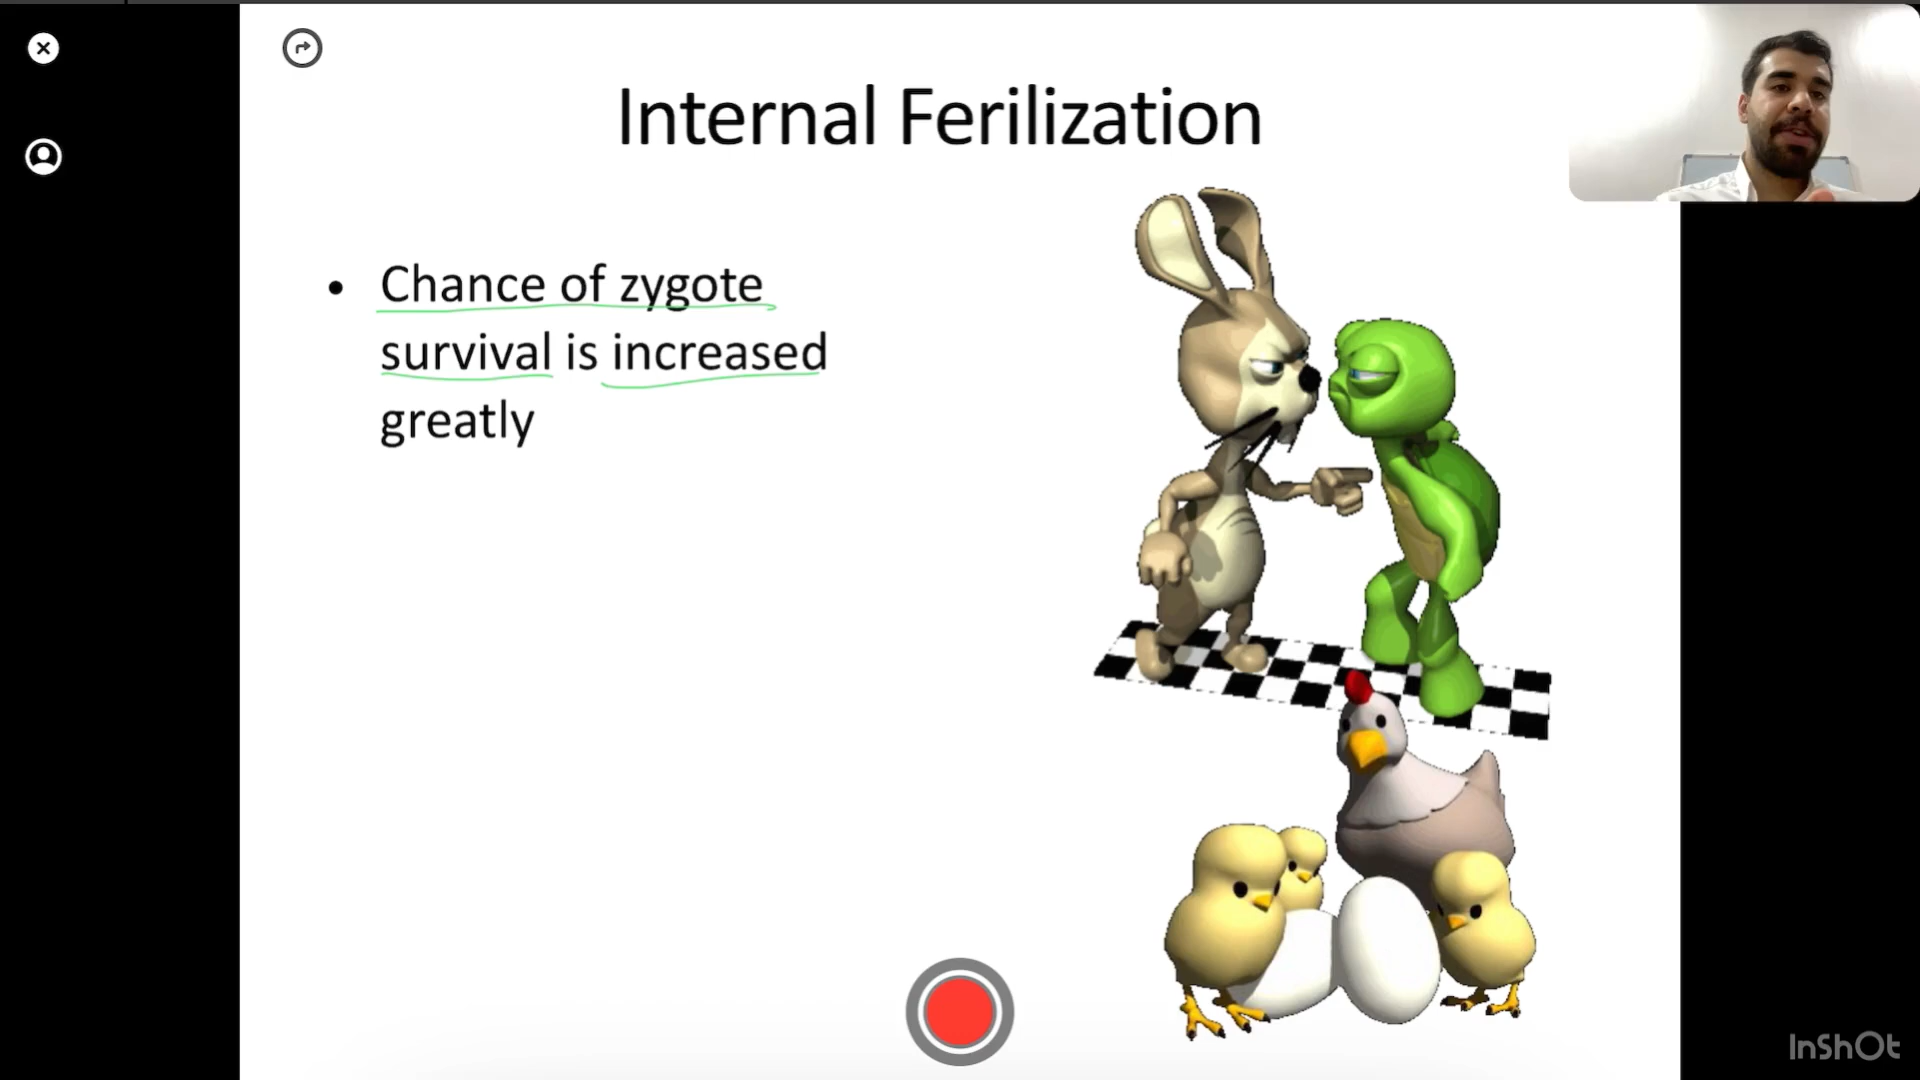 Internal Ferilization
• Chance of zygote
survival is increased
greatly
InShOt